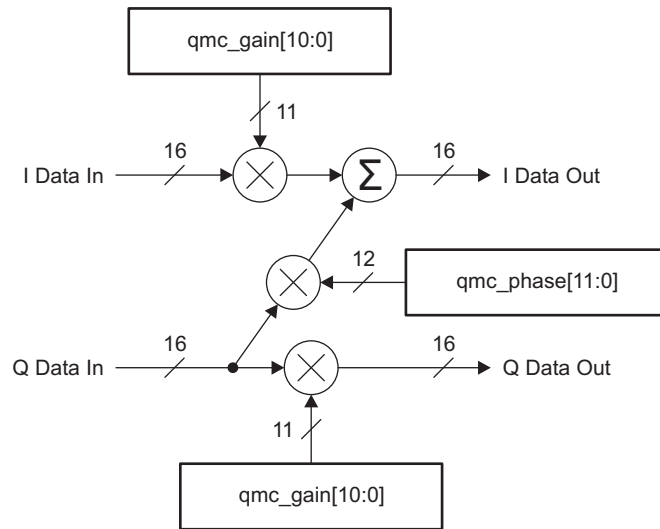 qmc_gain[10:0]
11
16
16
I Data In
Σ
I Data Out
12
qmc_phase[11:0]
16
16
Q Data In
Q Data Out
11
qmc_gain[10:0]